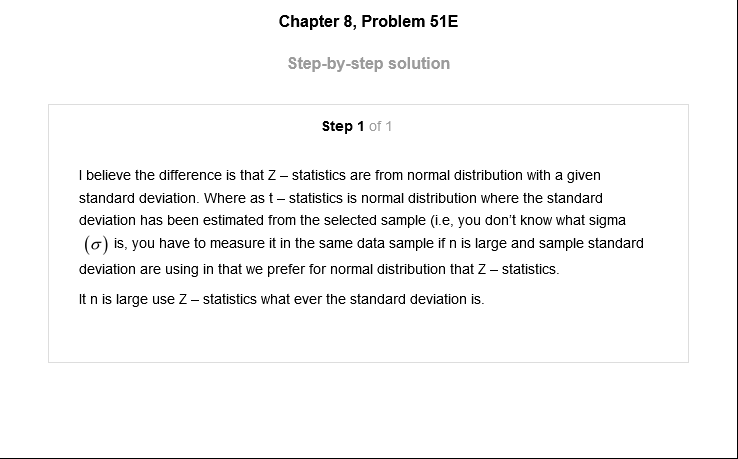 Chapter 8, Problem 51E
Step-by-step solution
Step 1 of 1
I believe the difference is that Z – statistics are from normal distribution with a given
standard deviation. Where as t – statistics is normal distribution where the standard
deviation has been estimated from the selected sample (i.e, you don't know what sigma
(σ) is, you have to measure it in the same data sample if n is large and sample standard
deviation are using in that we prefer for normal distribution that Z – statistics.
It n is large use Z – statistics what ever the standard deviation is.